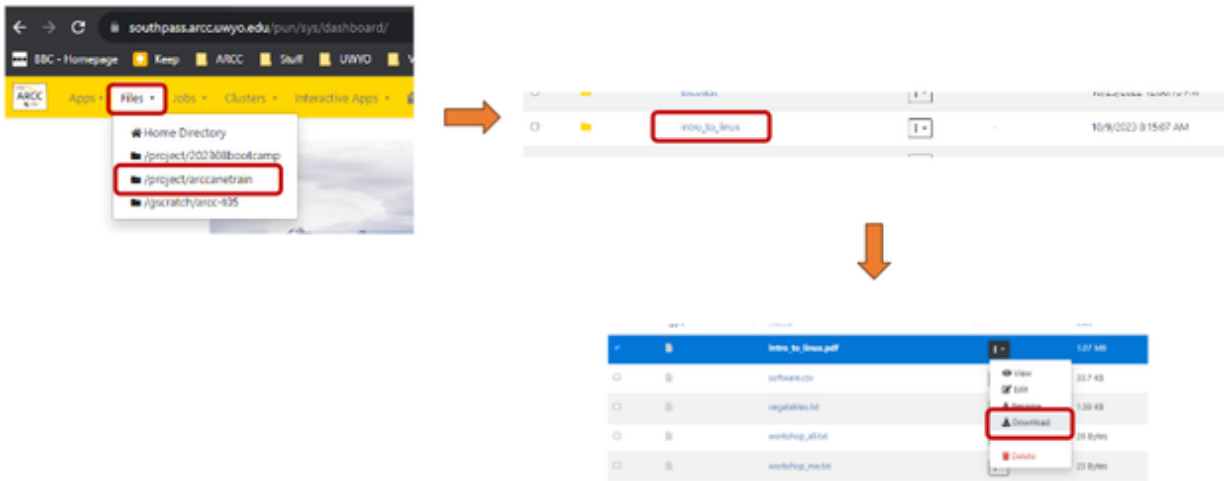 southpass.arcc.uwyo.edu/pun/sys/dashboard/
BBC - Homepage Keep ARCC Stuff UWYO
ARCC Apps Files Jobs Clusters Interactive Apps
Home Directory
/project/202308bootcamp
/project/arccanetrain
/gscratch/arcc-t05
intro_to_linux 10/9/2023 8:15:07 AM
intro_to_linux.pdf 1.07 MB
View
software.csv 33.7 KB
Edit
Rename
vegetables.txt 1.39 KB
Download
workshop_all.txt 28 Bytes
Delete
workshop_me.txt 23 Bytes